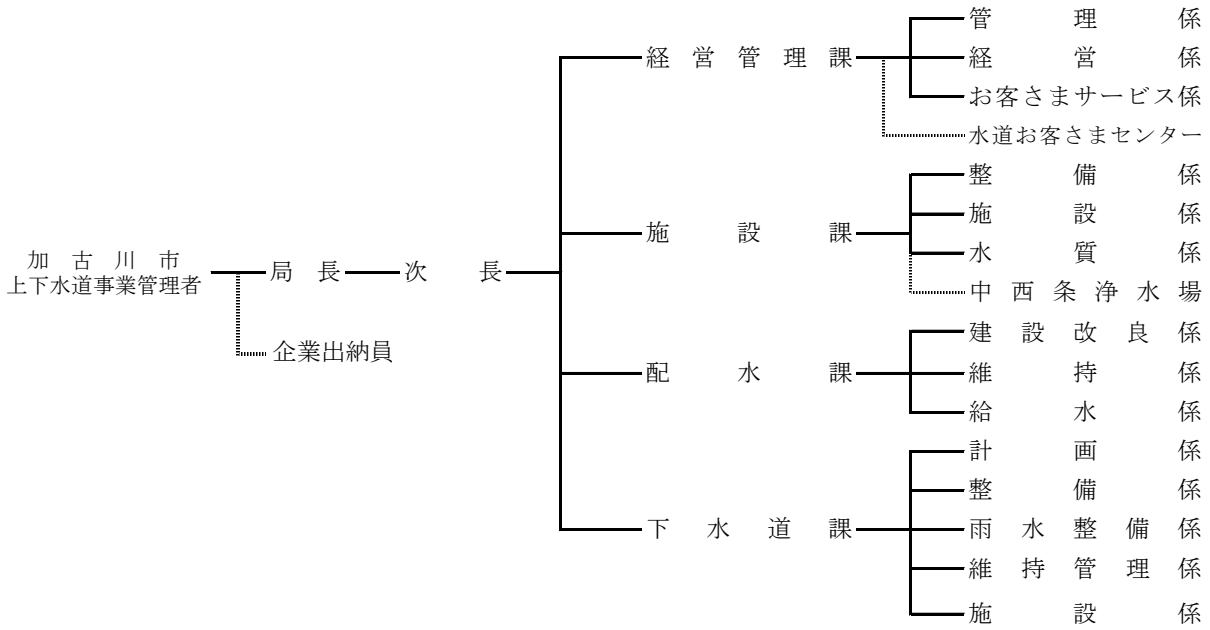 加古川市
上下水道事業管理者
局長
次長
企業出納員
経営管理課
管理係
経営係
お客さまサービス係
水道お客さまセンター
施設課
整備係
施設係
水質係
中西条浄水場
配水課
建設改良係
維持係
給水係
下水道課
計画係
整備係
雨水整備係
維持管理係
施設係